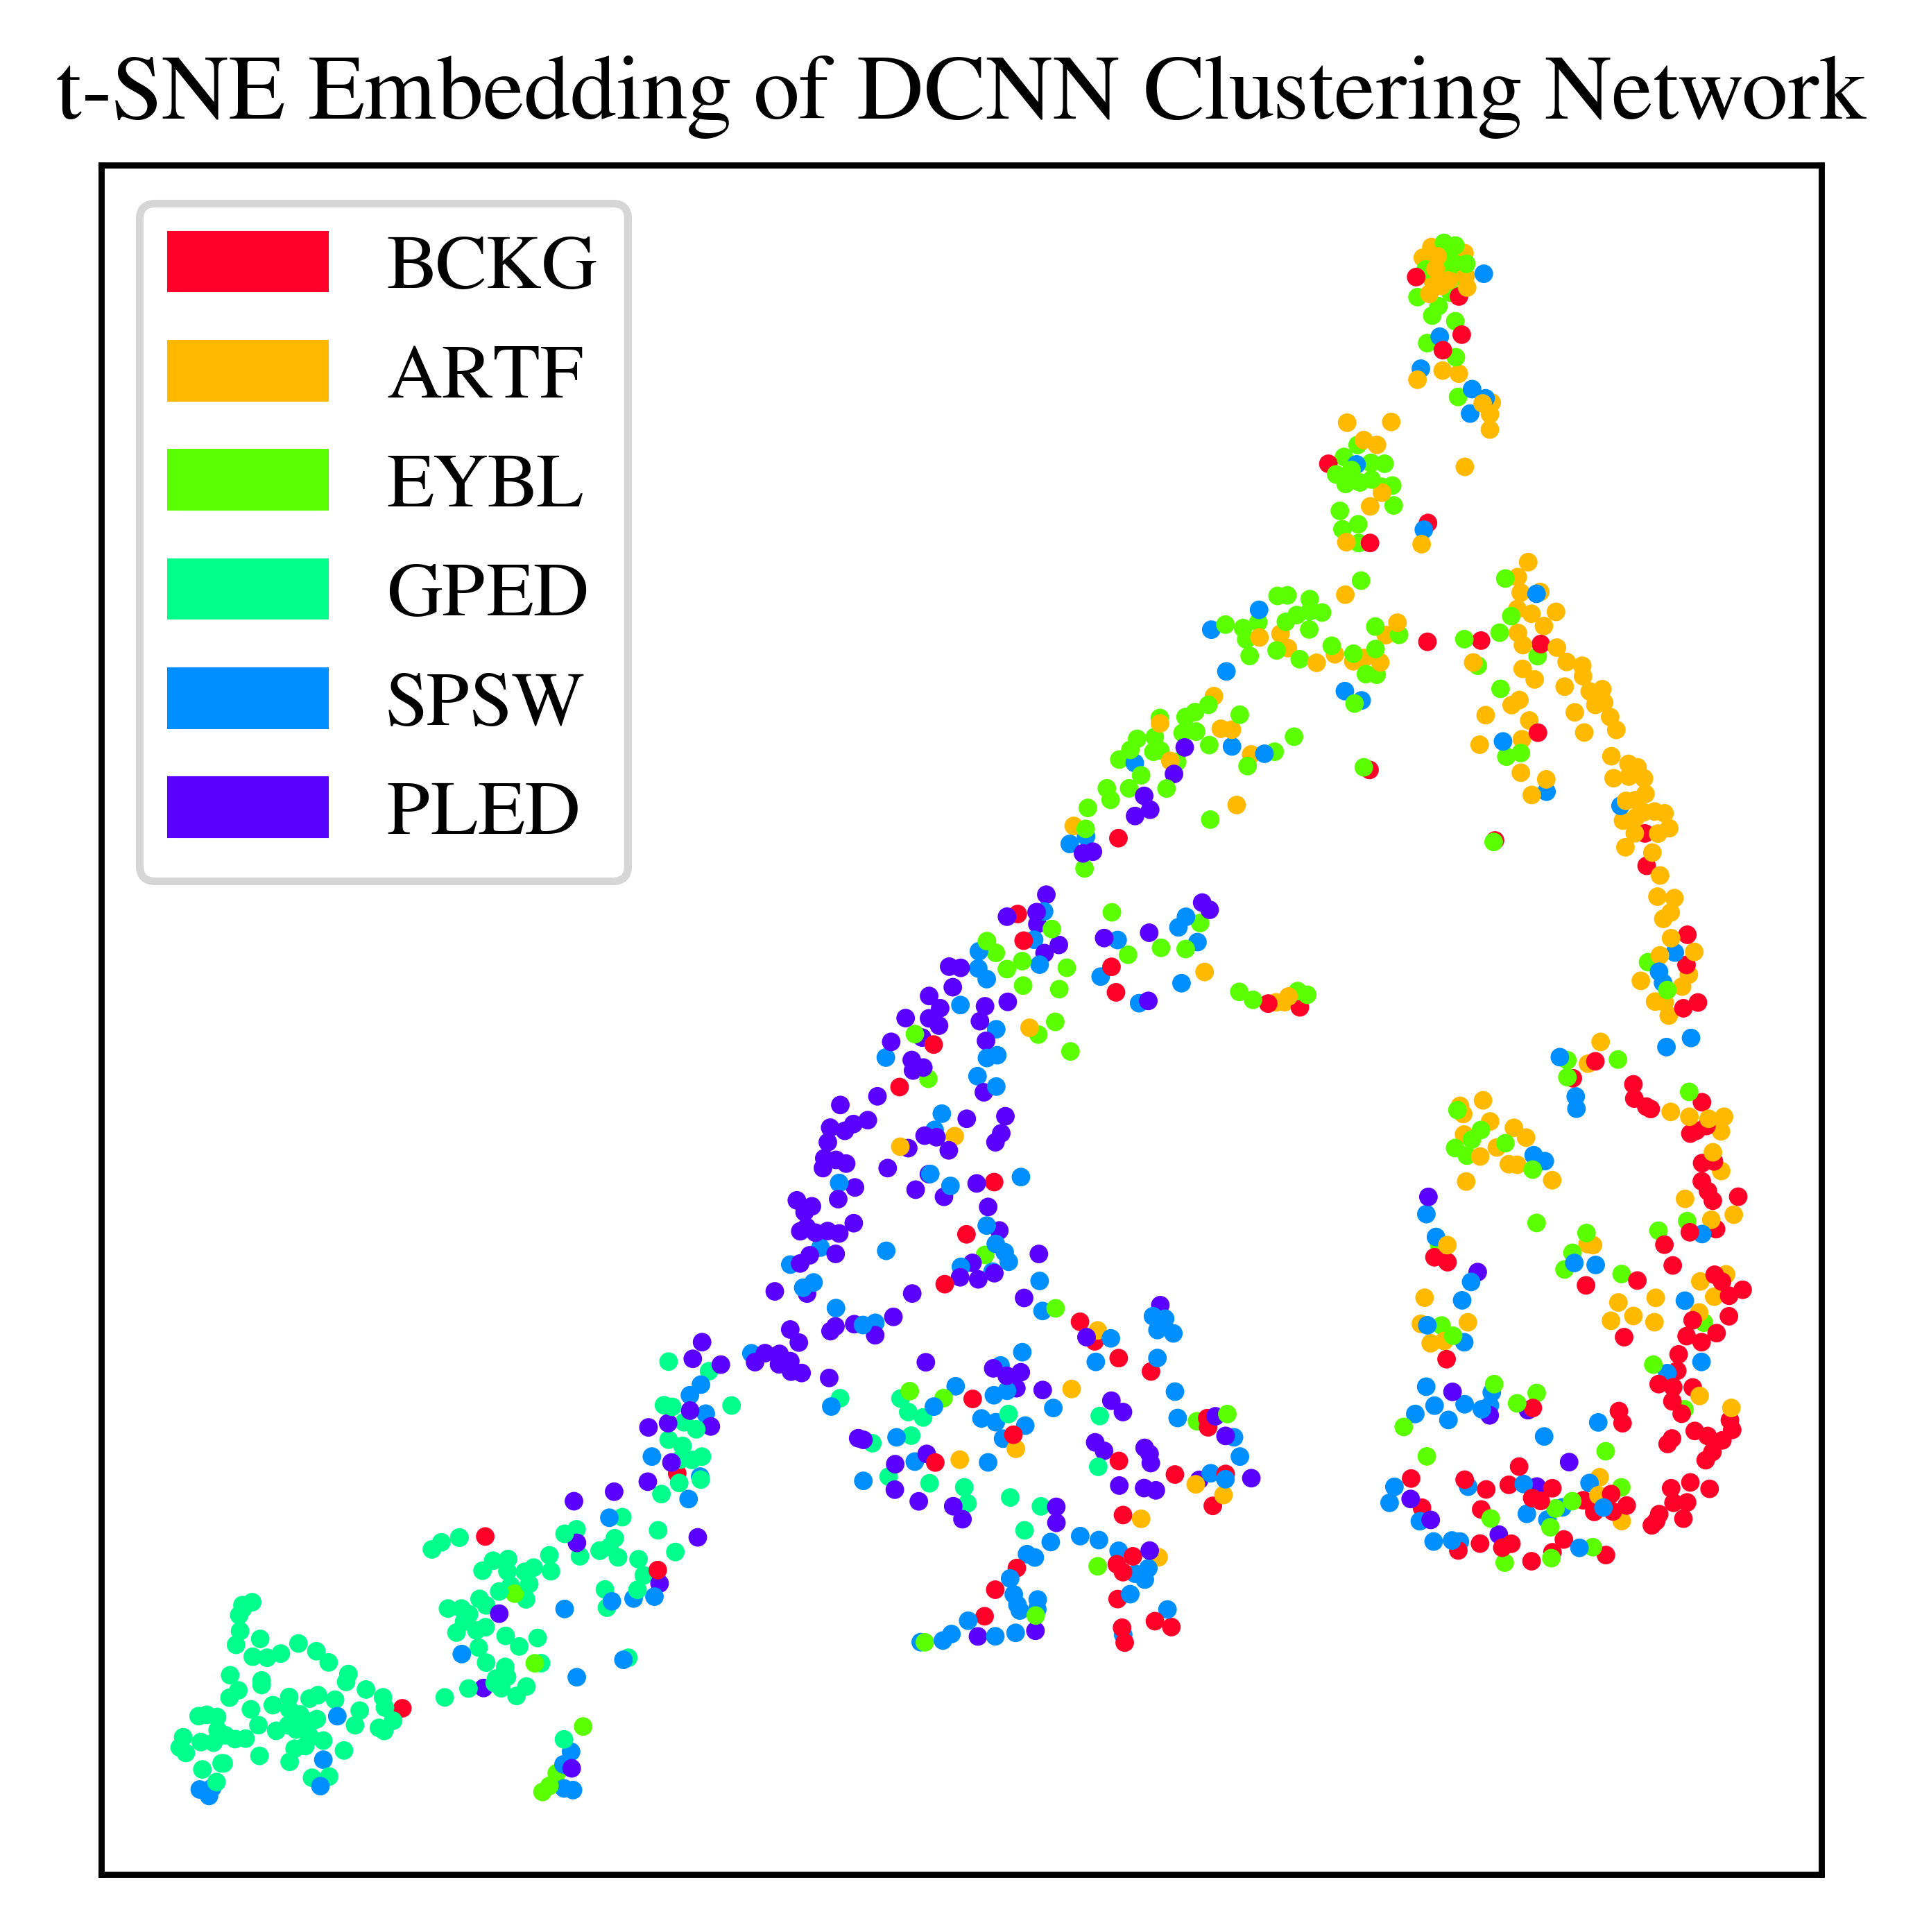 t-SNE Embedding of DCNN Clustering Network
BCKG
ARTF
EYBL
GPED
SPSW
PLED